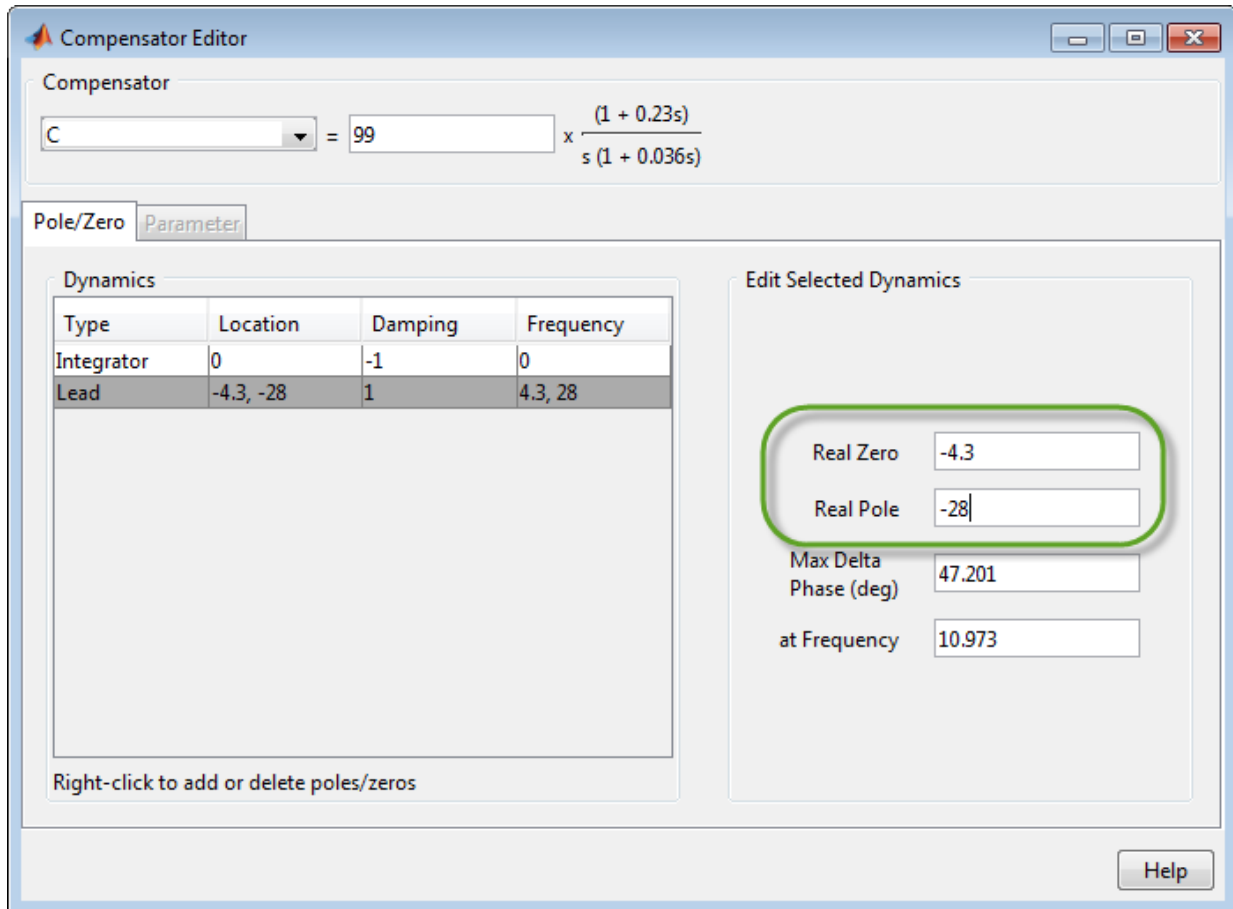 Compensator Editor
Compensator
C = 99 x (1 + 0.23s)
s (1 + 0.036s)
Pole/Zero Parameter
Dynamics
Type Location Damping Frequency
Integrator 0 -1 0
Lead -4.3, -28 1 4.3, 28
Right-click to add or delete poles/zeros
Edit Selected Dynamics
Real Zero -4.3
Real Pole -28
Max Delta
Phase (deg) 47.201
at Frequency 10.973
Help